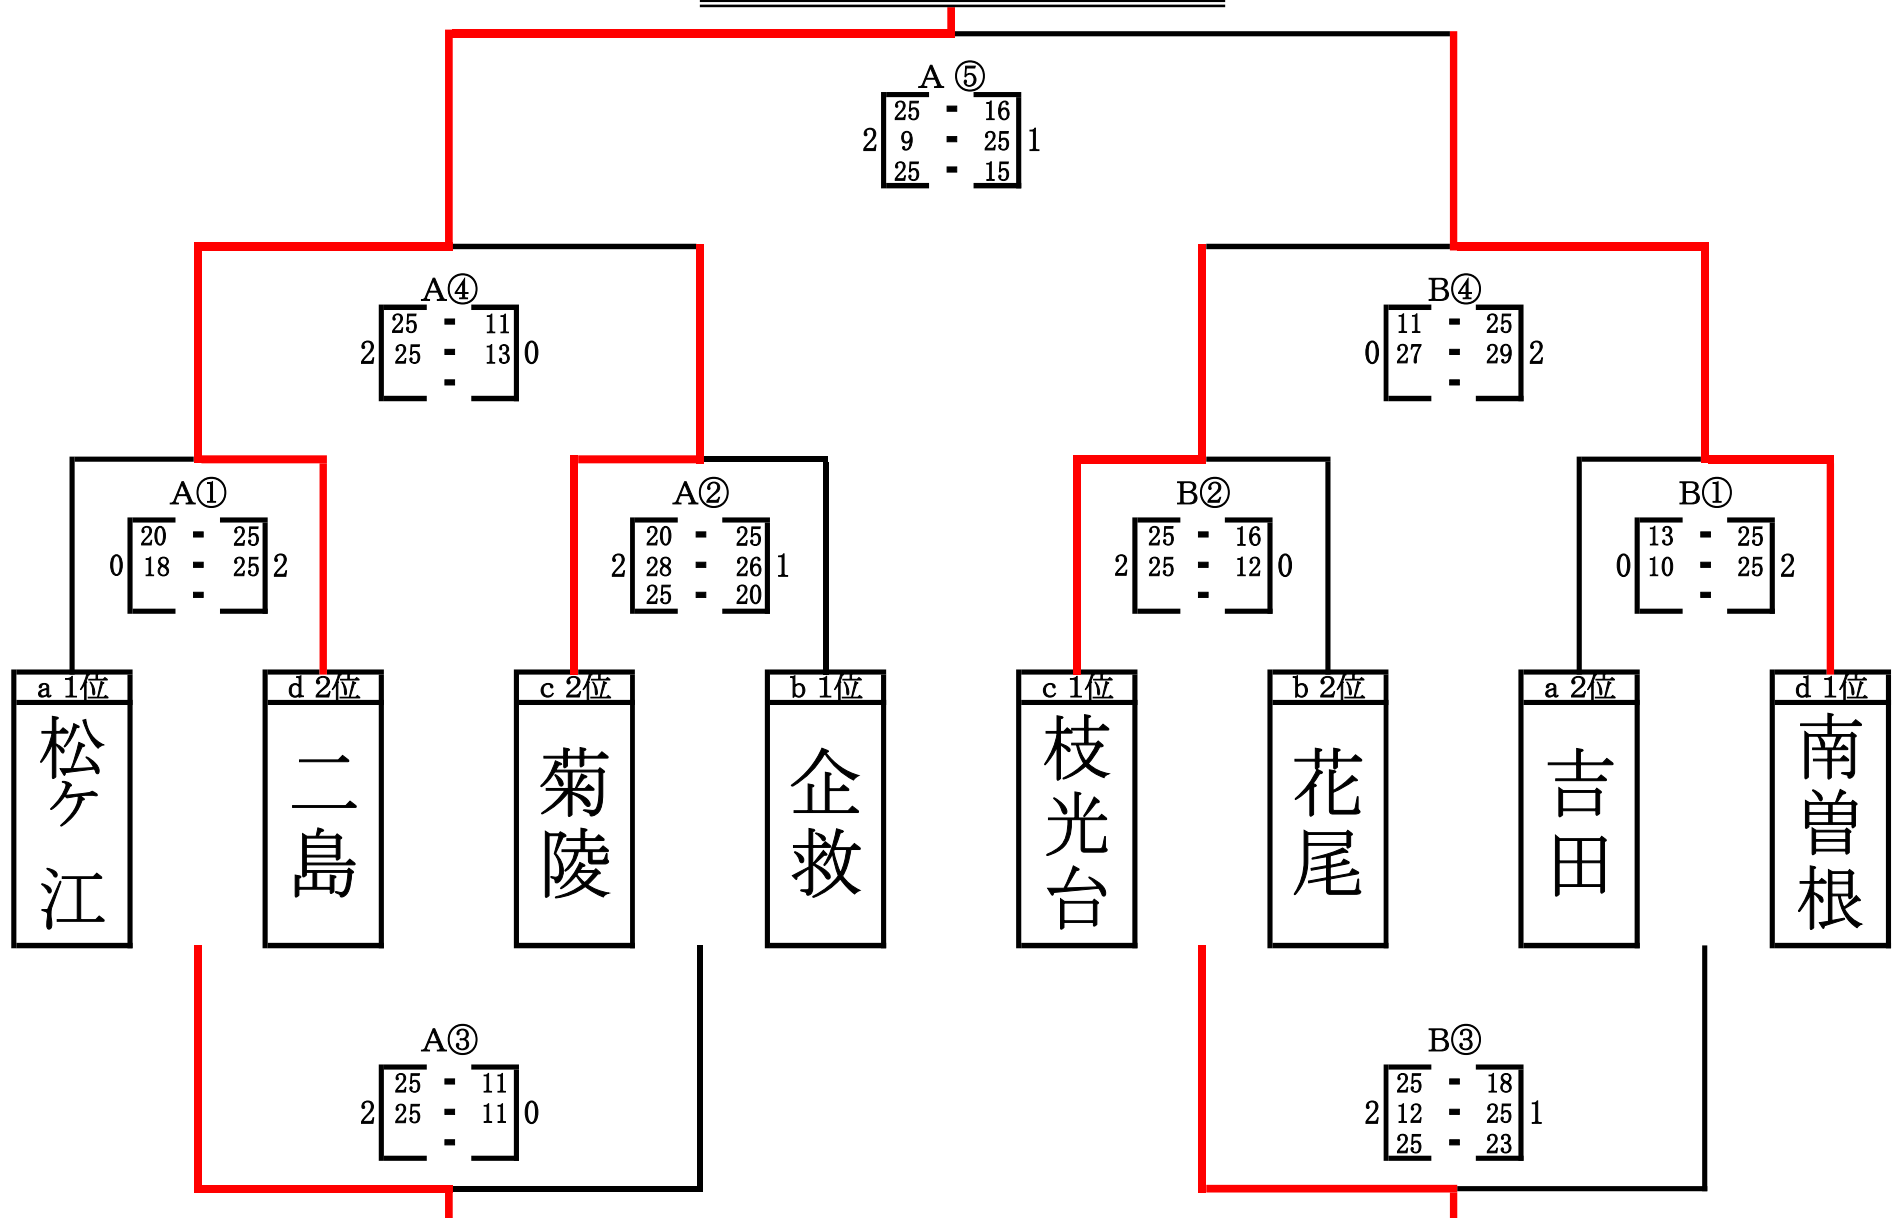 A ⑤
25 - 16
2 9 - 25 1
25 - 15
A④
25 - 11
2 25 - 13 0
-
B④
11 - 25
0 27 - 29 2
-
A①
20 - 25
0 18 - 25 2
-
A②
20 - 25
2 28 - 26 1
25 - 20
B②
25 - 16
2 25 - 12 0
-
B①
13 - 25
0 10 - 25 2
-
a 1位
松ケ江
d 2位
二島
c 2位
菊陵
b 1位
企救
c 1位
枝光台
b 2位
花尾
a 2位
吉田
d 1位
南曽根
A③
25 - 11
2 25 - 11 0
-
B③
25 - 18
2 12 - 25 1
25 - 23